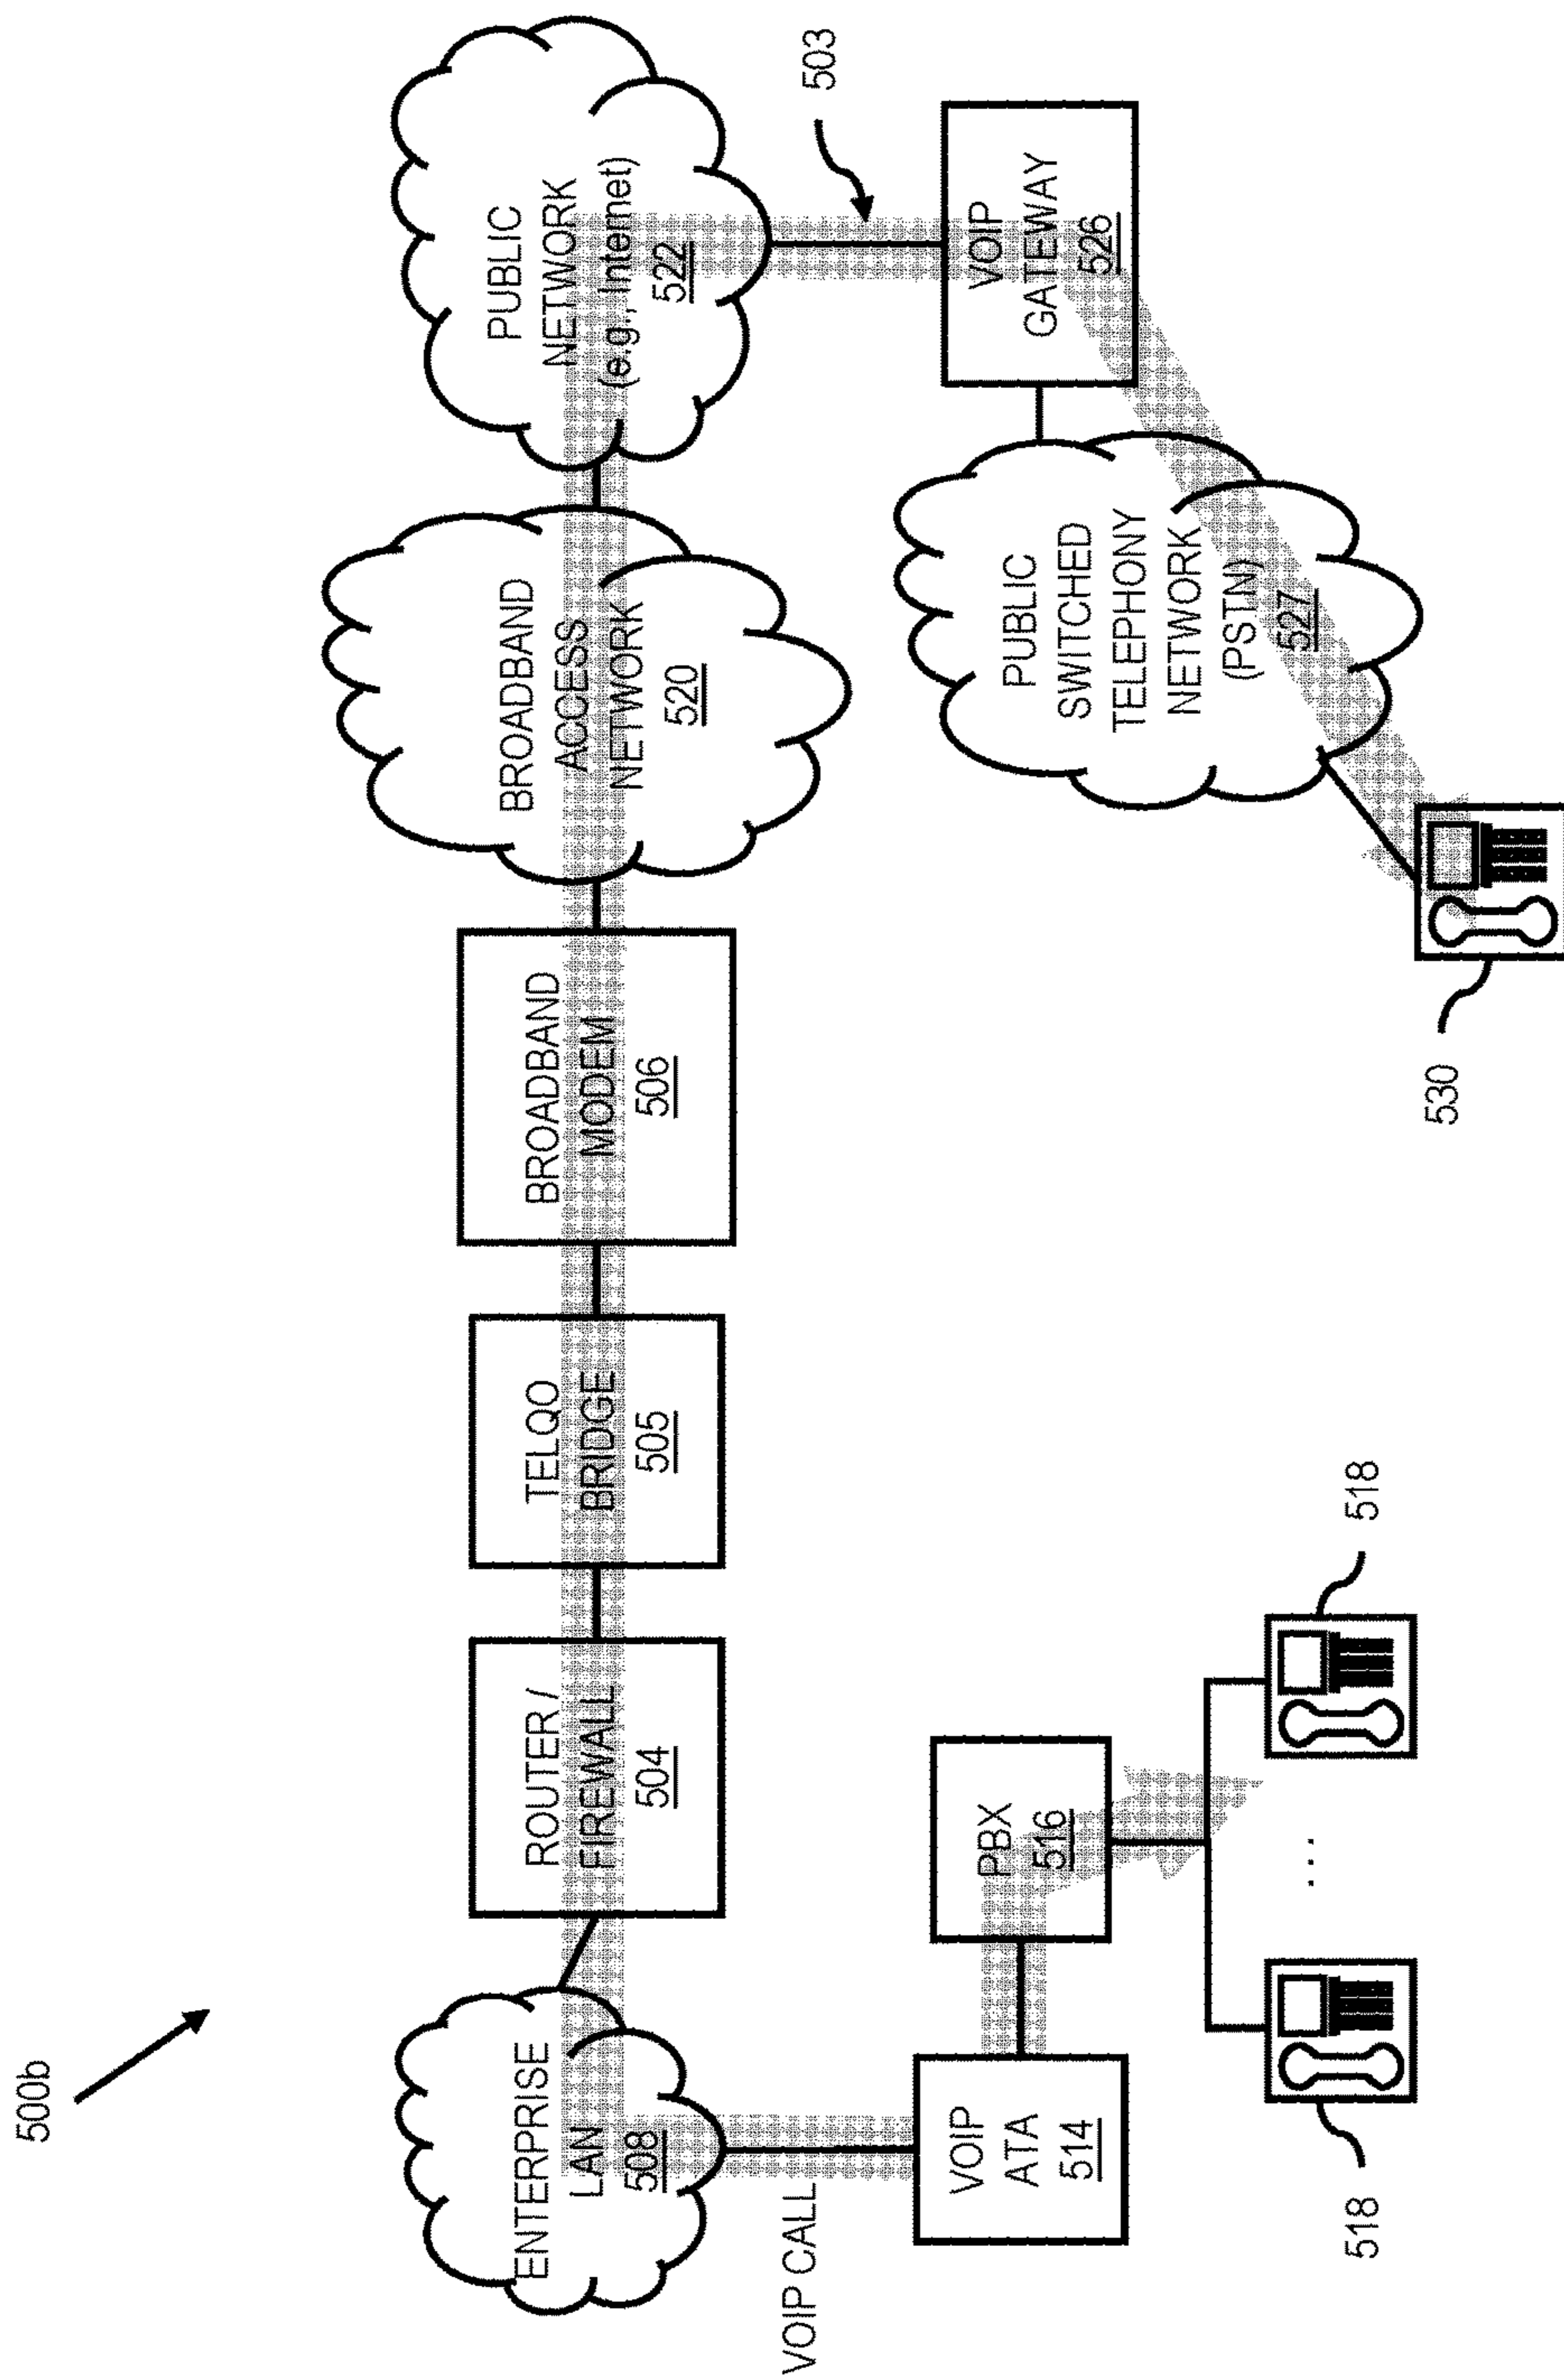 500b
ENTERPRISE
LAN
508
ROUTER /
FIREWALL
504
TELQO
BRIDGE
505
BROADBAND
MODEM
506
BROADBAND
ACCESS
NETWORK
520
PUBLIC
NETWORK
(e.g., Internet)
522
503
VOIP CALL
VOIP
ATA
514
PBX
516
518
...
518
PUBLIC
SWITCHED
TELEPHONY
NETWORK
(PSTN)
527
VOIP
GATEWAY
526
530